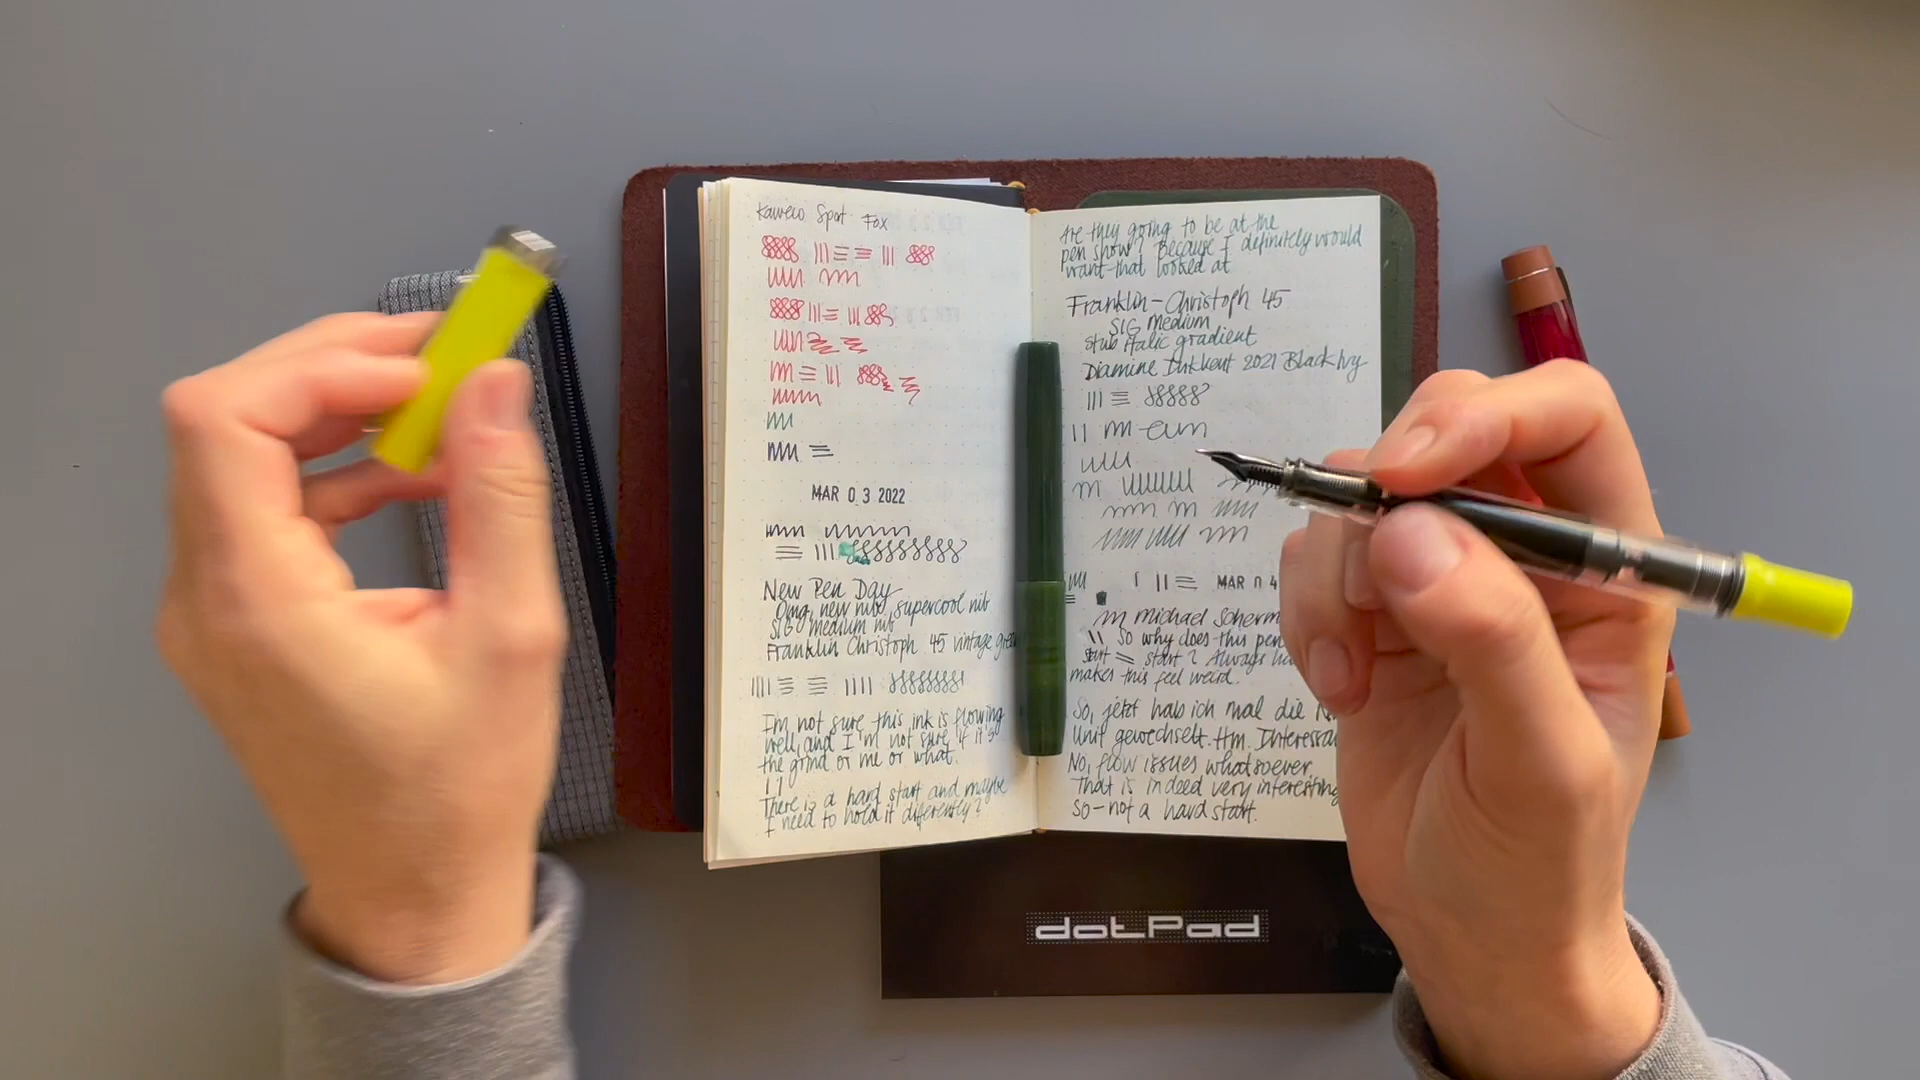 Kaweco Sport Fox
MAR 0 3 2022
New Pen Day
Omg, new nib, supercool nib
SIG medium nib
Franklin Christoph 45 vintage green
I'm not sure this ink is flowing
well, and I'm not sure if it's
the grind or me or what.
There is a hard start and maybe
I need to hold it differently?
Are they going to be at the
pen show? Because I definitely would
want that looked at
Franklin-Christoph 45
SIG medium
stub italic gradient
Diamine Inkvent 2021 Black Ivy
MAR 0 4
m Michael
So why does this pen
start = start? Always
makes this feel weird.
So, jetzt hab ich mal die
Unit gewechselt. Hm.
No, flow issues whatsoever
That is indeed very interesting
So - not a hard start.
dotPad